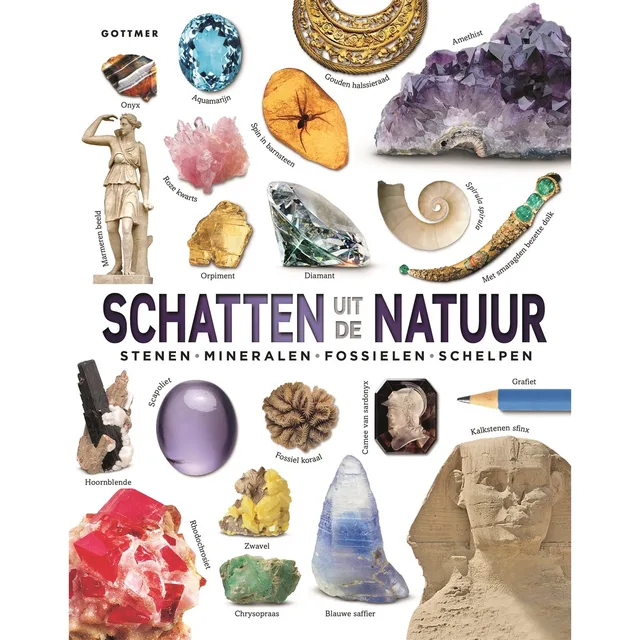 GOTTMER
Onyx
Aquamarijn
Gouden halssieraad
Amethist
Spin in barnsteen
Roze kwarts
Marmeren beeld
Orpiment
Diamant
Spirula spirula
Met smaragden bezette dolk
SCHATTEN UIT DE NATUUR
STENEN • MINERALEN • FOSSIELEN • SCHELPEN
Hoornblende
Scapoliet
Fossiel koraal
Camee van sardonyx
Grafiet
Kalkstenen sfinx
Rhodochrosiet
Zwavel
Chrysopraas
Blauwe saffier